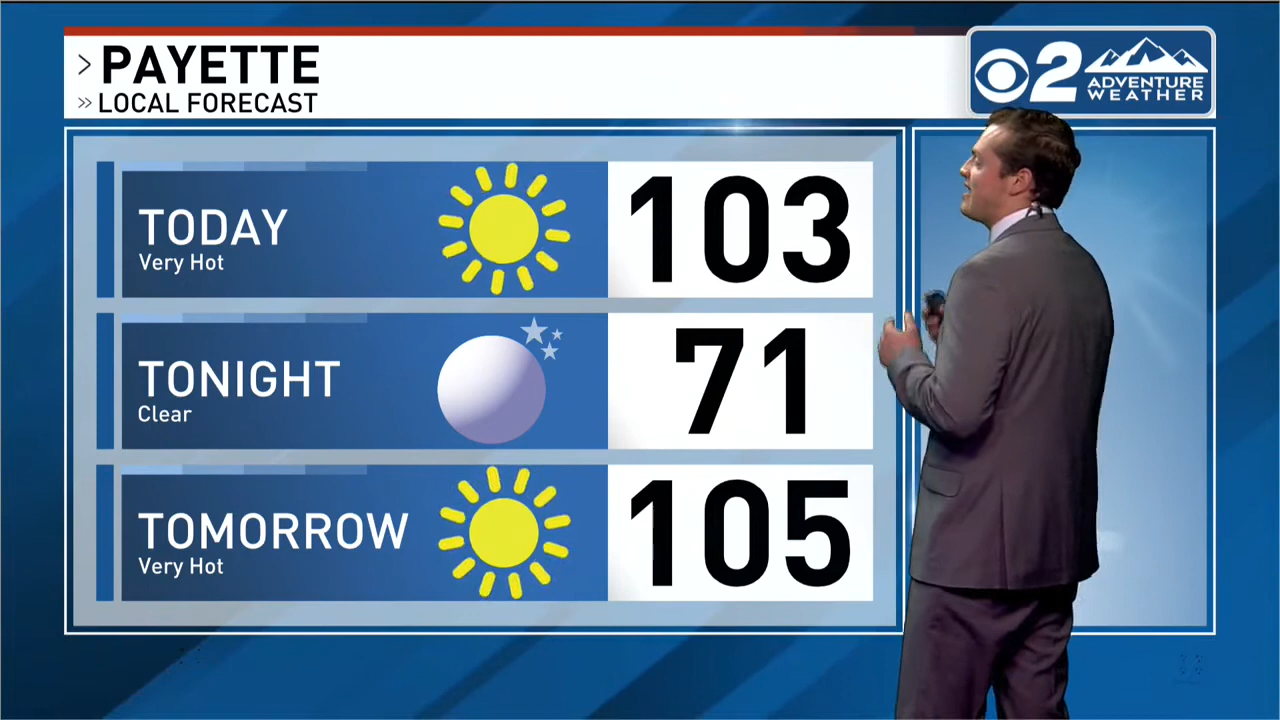 > PAYETTE
» LOCAL FORECAST
2 ADVENTURE
WEATHER
TODAY
Very Hot
103
TONIGHT
Clear
71
TOMORROW
Very Hot
105